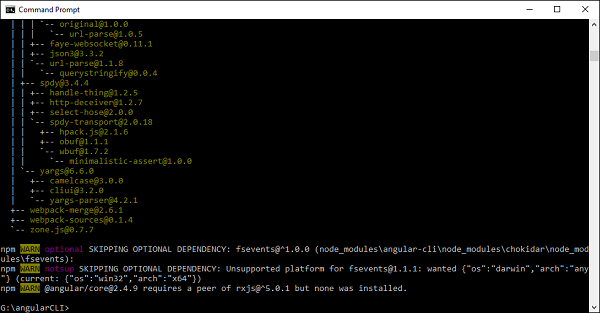 Command Prompt
| | | `-- original@1.0.0
| | |   `-- url-parse@1.0.5
| | +-- faye-websocket@0.11.1
| | +-- json3@3.3.2
| | `-- url-parse@1.1.8
| |   `-- querystringify@0.0.4
| +-- spdy@3.4.4
| | +-- handle-thing@1.2.5
| | +-- http-deceiver@1.2.7
| | +-- select-hose@2.0.0
| | `-- spdy-transport@2.0.18
| |   +-- hpack.js@2.1.6
| |   +-- obuf@1.1.1
| |   `-- wbuf@1.7.2
| |     `-- minimalistic-assert@1.0.0
| `-- yargs@6.6.0
|   +-- camelcase@3.0.0
|   +-- cliui@3.2.0
|   `-- yargs-parser@4.2.1
+-- webpack-merge@2.6.1
+-- webpack-sources@0.1.4
`-- zone.js@0.7.7
npm WARN optional SKIPPING OPTIONAL DEPENDENCY: fsevents@^1.0.0 (node_modules\angular-cli\node_modules\chokidar\node_mod
ules\fsevents):
npm WARN notsup SKIPPING OPTIONAL DEPENDENCY: Unsupported platform for fsevents@1.1.1: wanted {"os":"darwin","arch":"any
"} (current: {"os":"win32","arch":"x64"})
npm WARN @angular/core@2.4.9 requires a peer of rxjs@^5.0.1 but none was installed.
G:\angularCLI>